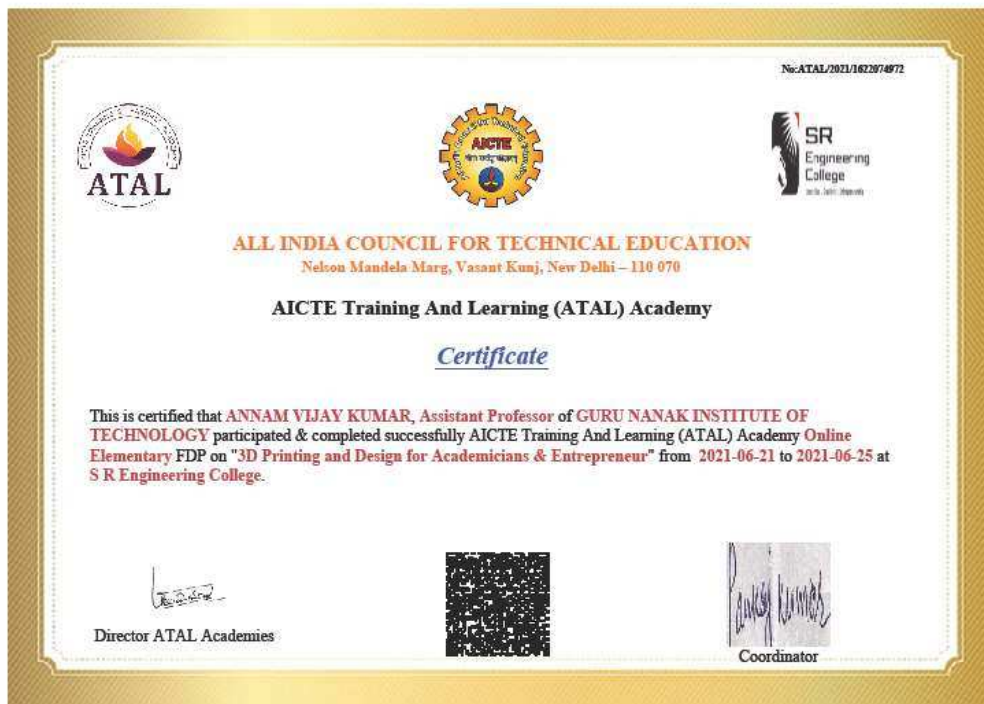 No:ATAL/2021/1622074972
ATAL
AICTE
SR
Engineering
College
ALL INDIA COUNCIL FOR TECHNICAL EDUCATION
Nelson Mandela Marg, Vasant Kunj, New Delhi – 110 070
AICTE Training And Learning (ATAL) Academy
Certificate
This is certified that ANNAM VIJAY KUMAR, Assistant Professor of GURU NANAK INSTITUTE OF
TECHNOLOGY participated & completed successfully AICTE Training And Learning (ATAL) Academy Online
Elementary FDP on "3D Printing and Design for Academicians & Entrepreneur" from 2021-06-21 to 2021-06-25 at
S R Engineering College.
Pankaj Kumar
Director ATAL Academies
Coordinator